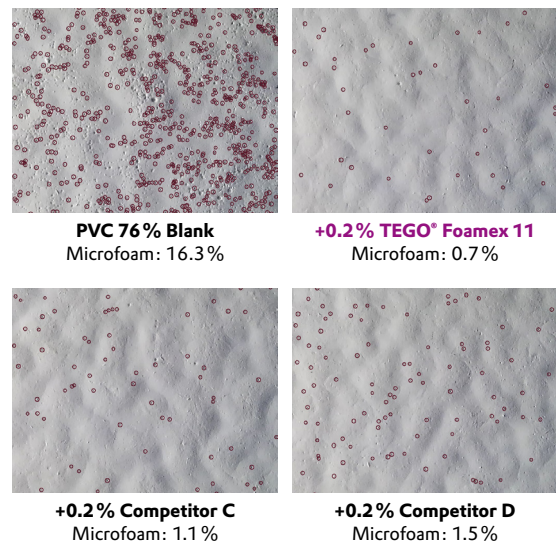 PVC 76% Blank
Microfoam: 16.3%
+0.2% TEGO® Foamex 11
Microfoam: 0.7%
+0.2% Competitor C
Microfoam: 1.1%
+0.2% Competitor D
Microfoam: 1.5%